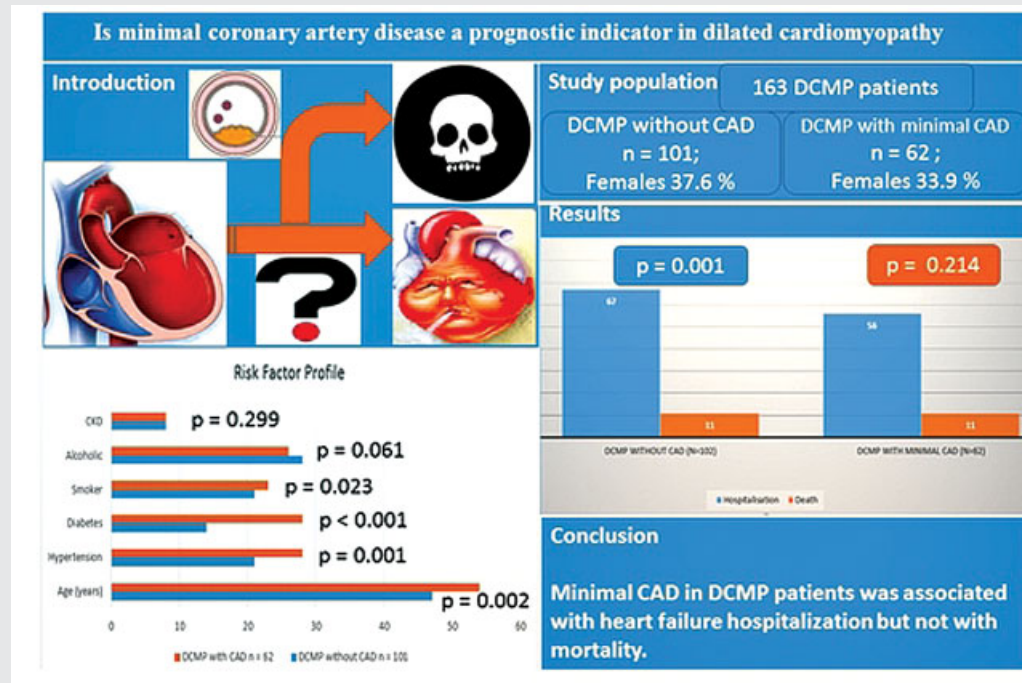 Is minimal coronary artery disease a prognostic indicator in dilated cardiomyopathy
Introduction
Study population
163 DCMP patients
DCMP without CAD
n = 101;
Females 37.6 %
DCMP with minimal CAD
n = 62 ;
Females 33.9 %
Results
p = 0.001
p = 0.214
67
11
56
11
DCMP WITHOUT CAD (N=102)
DCMP WITH MINIMAL CAD (N=62)
Hospitalisation
Death
Risk Factor Profile
CKD
p = 0.299
Alcoholic
p = 0.061
Smoker
p = 0.023
Diabetes
p < 0.001
Hypertension
p = 0.001
Age (years)
p = 0.002
0 10 20 30 40 50 60
DCMP with CAD n = 62
DCMP without CAD n = 101
Conclusion
Minimal CAD in DCMP patients was associated
with heart failure hospitalization but not with
mortality.